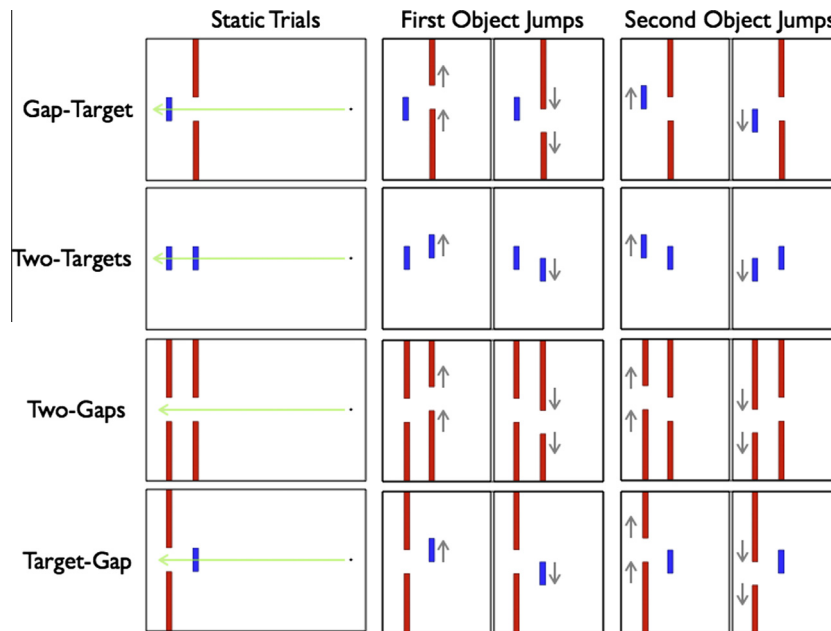 Static Trials
First Object Jumps
Second Object Jumps
Gap-Target
Two-Targets
Two-Gaps
Target-Gap